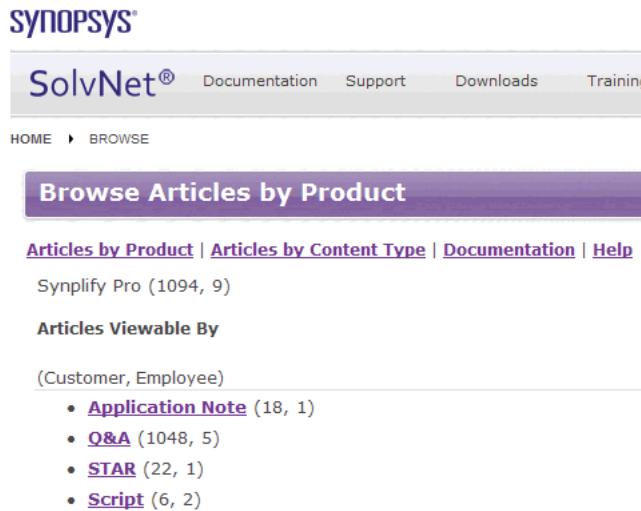 SYNOPSYS®
SolvNet® Documentation Support Downloads
HOME BROWSE
Browse Articles by Product
Articles by Product | Articles by Content Type | Documentation | Help
Synplify Pro (1094, 9)
Articles Viewable By
(Customer, Employee)
• Application Note (18, 1)
• Q&A (1048, 5)
• STAR (22, 1)
• Script (6, 2)